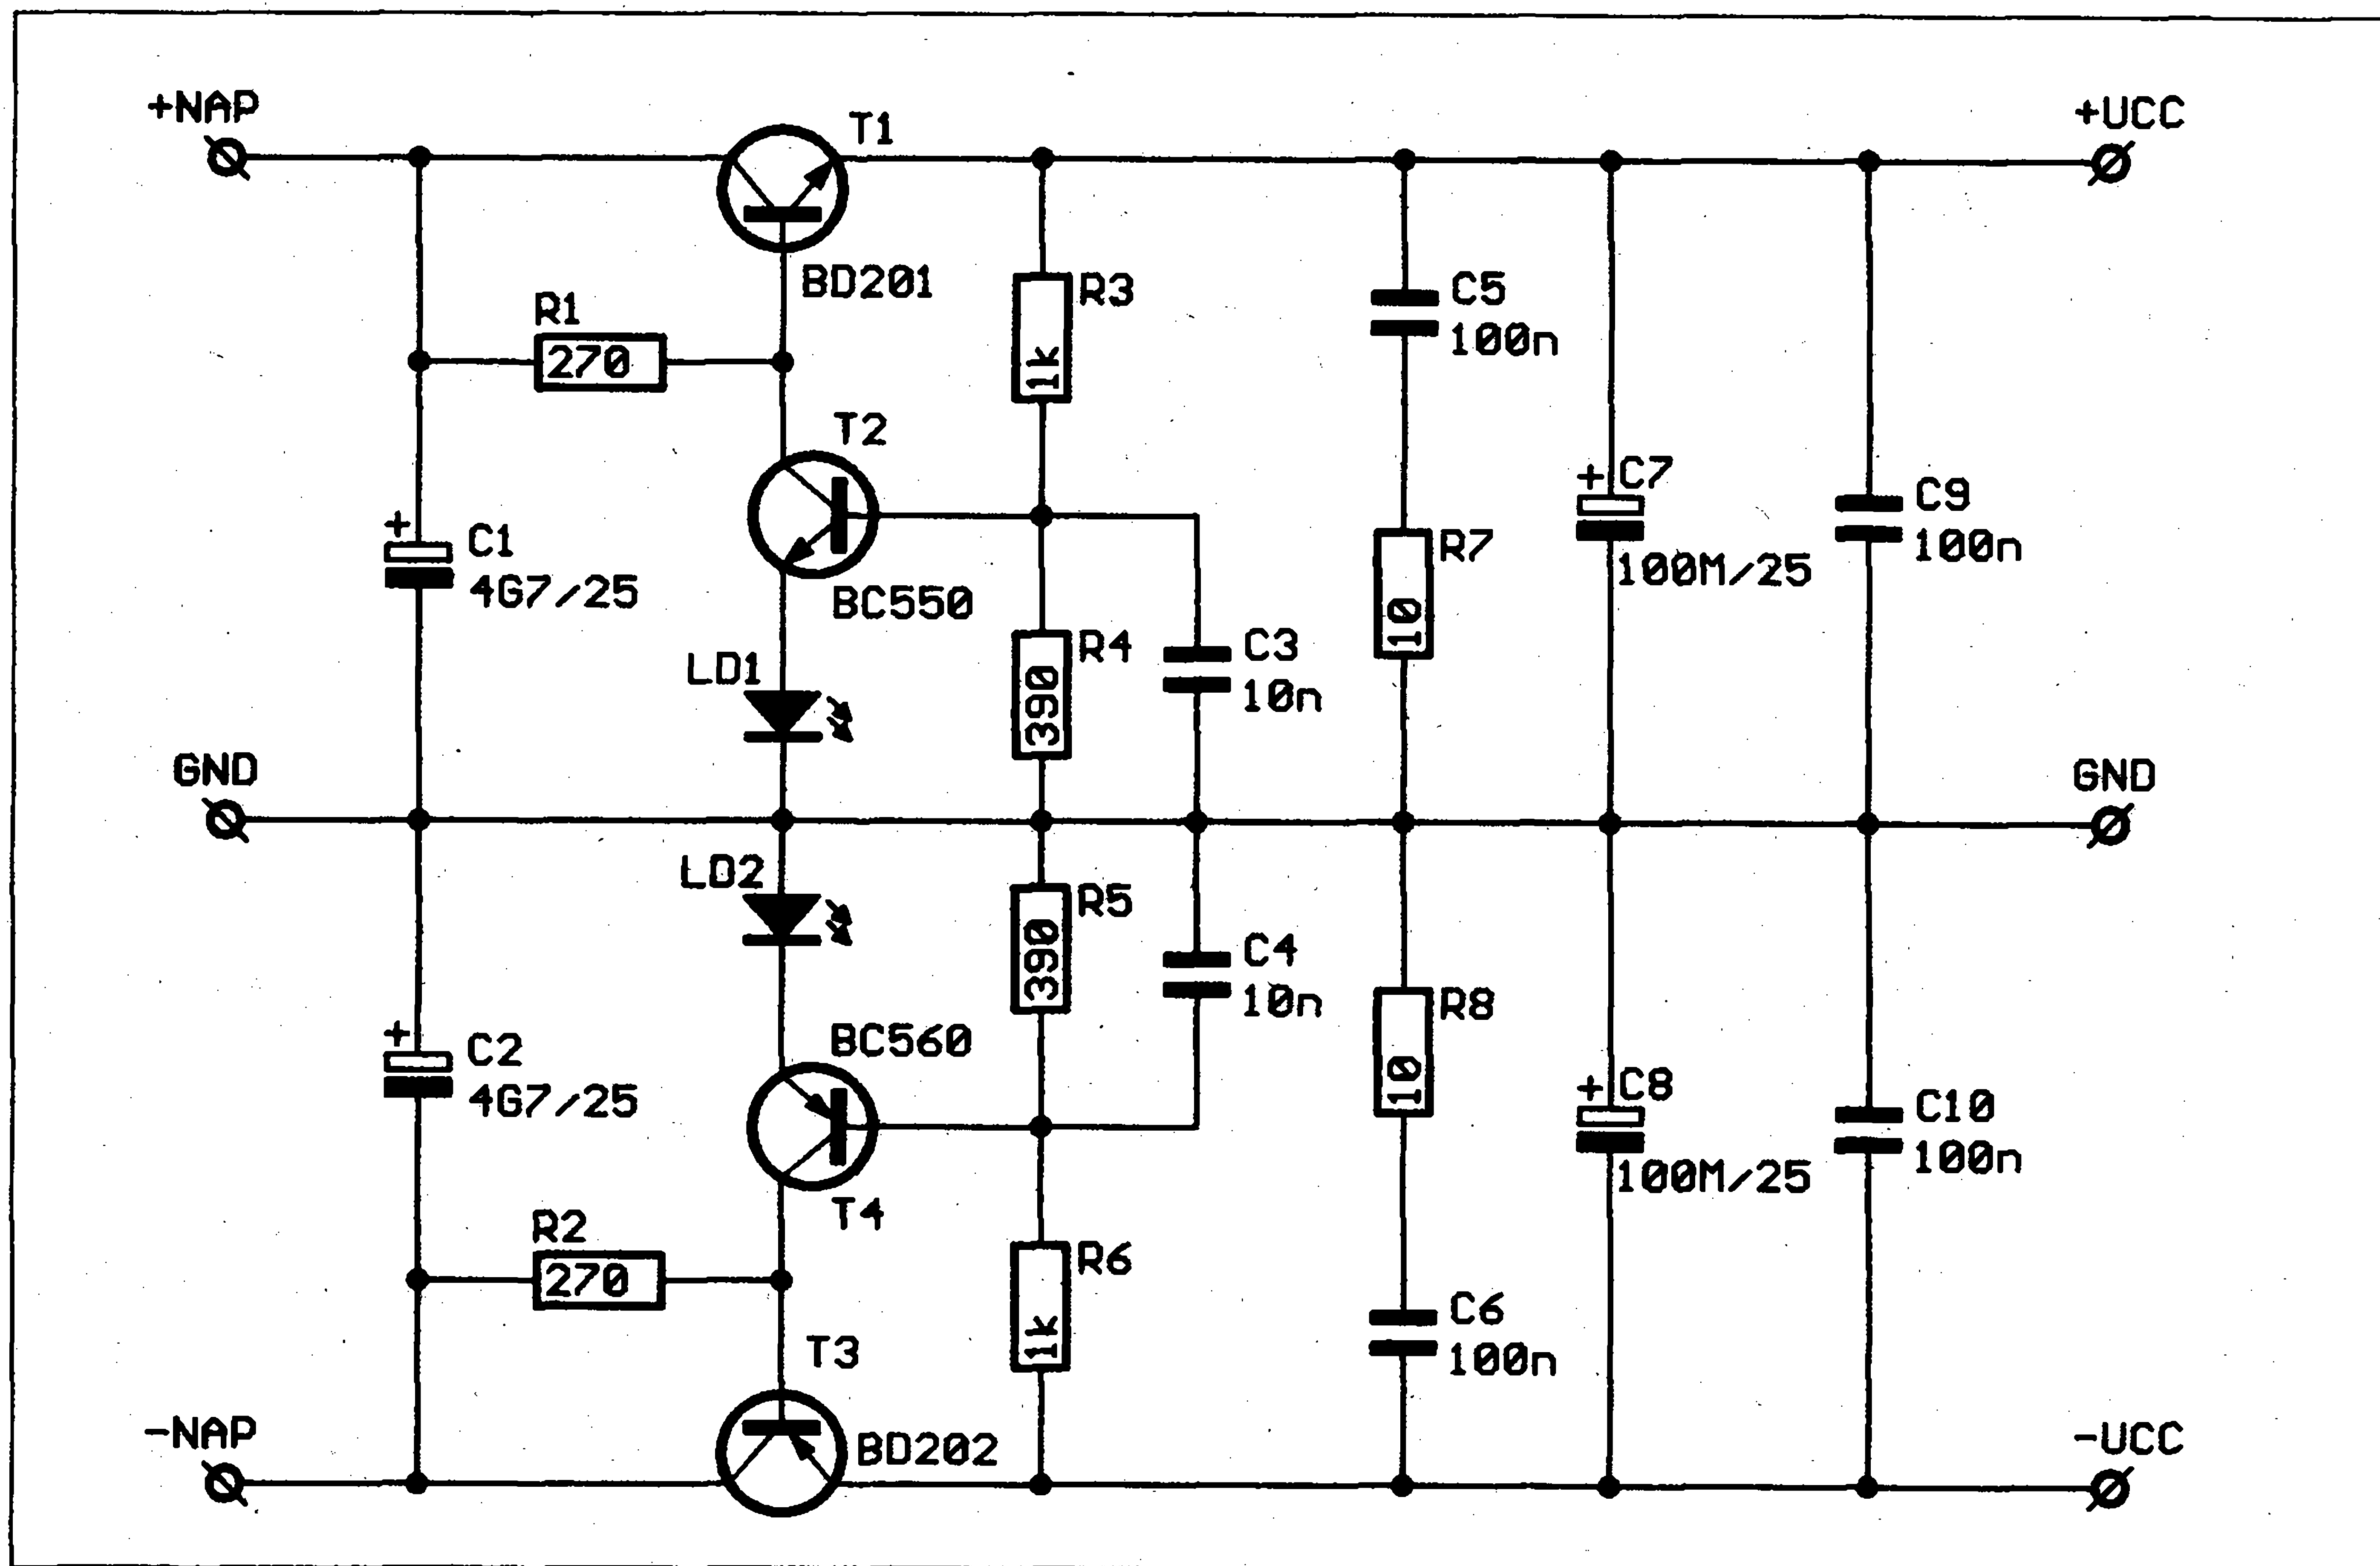 +NAP
T1
+UCC
BD201
R1
270
R3
1k
C5
100n
T2
BC550
+
C1
4G7/25
R7
10
+
C7
100M/25
C9
100n
LD1
R4
390
C3
10n
GND
GND
LD2
R5
390
C4
10n
BC560
+
C2
4G7/25
R8
10
+
C8
100M/25
C10
100n
T4
R2
270
R6
1k
C6
100n
T3
BD202
-NAP
-UCC